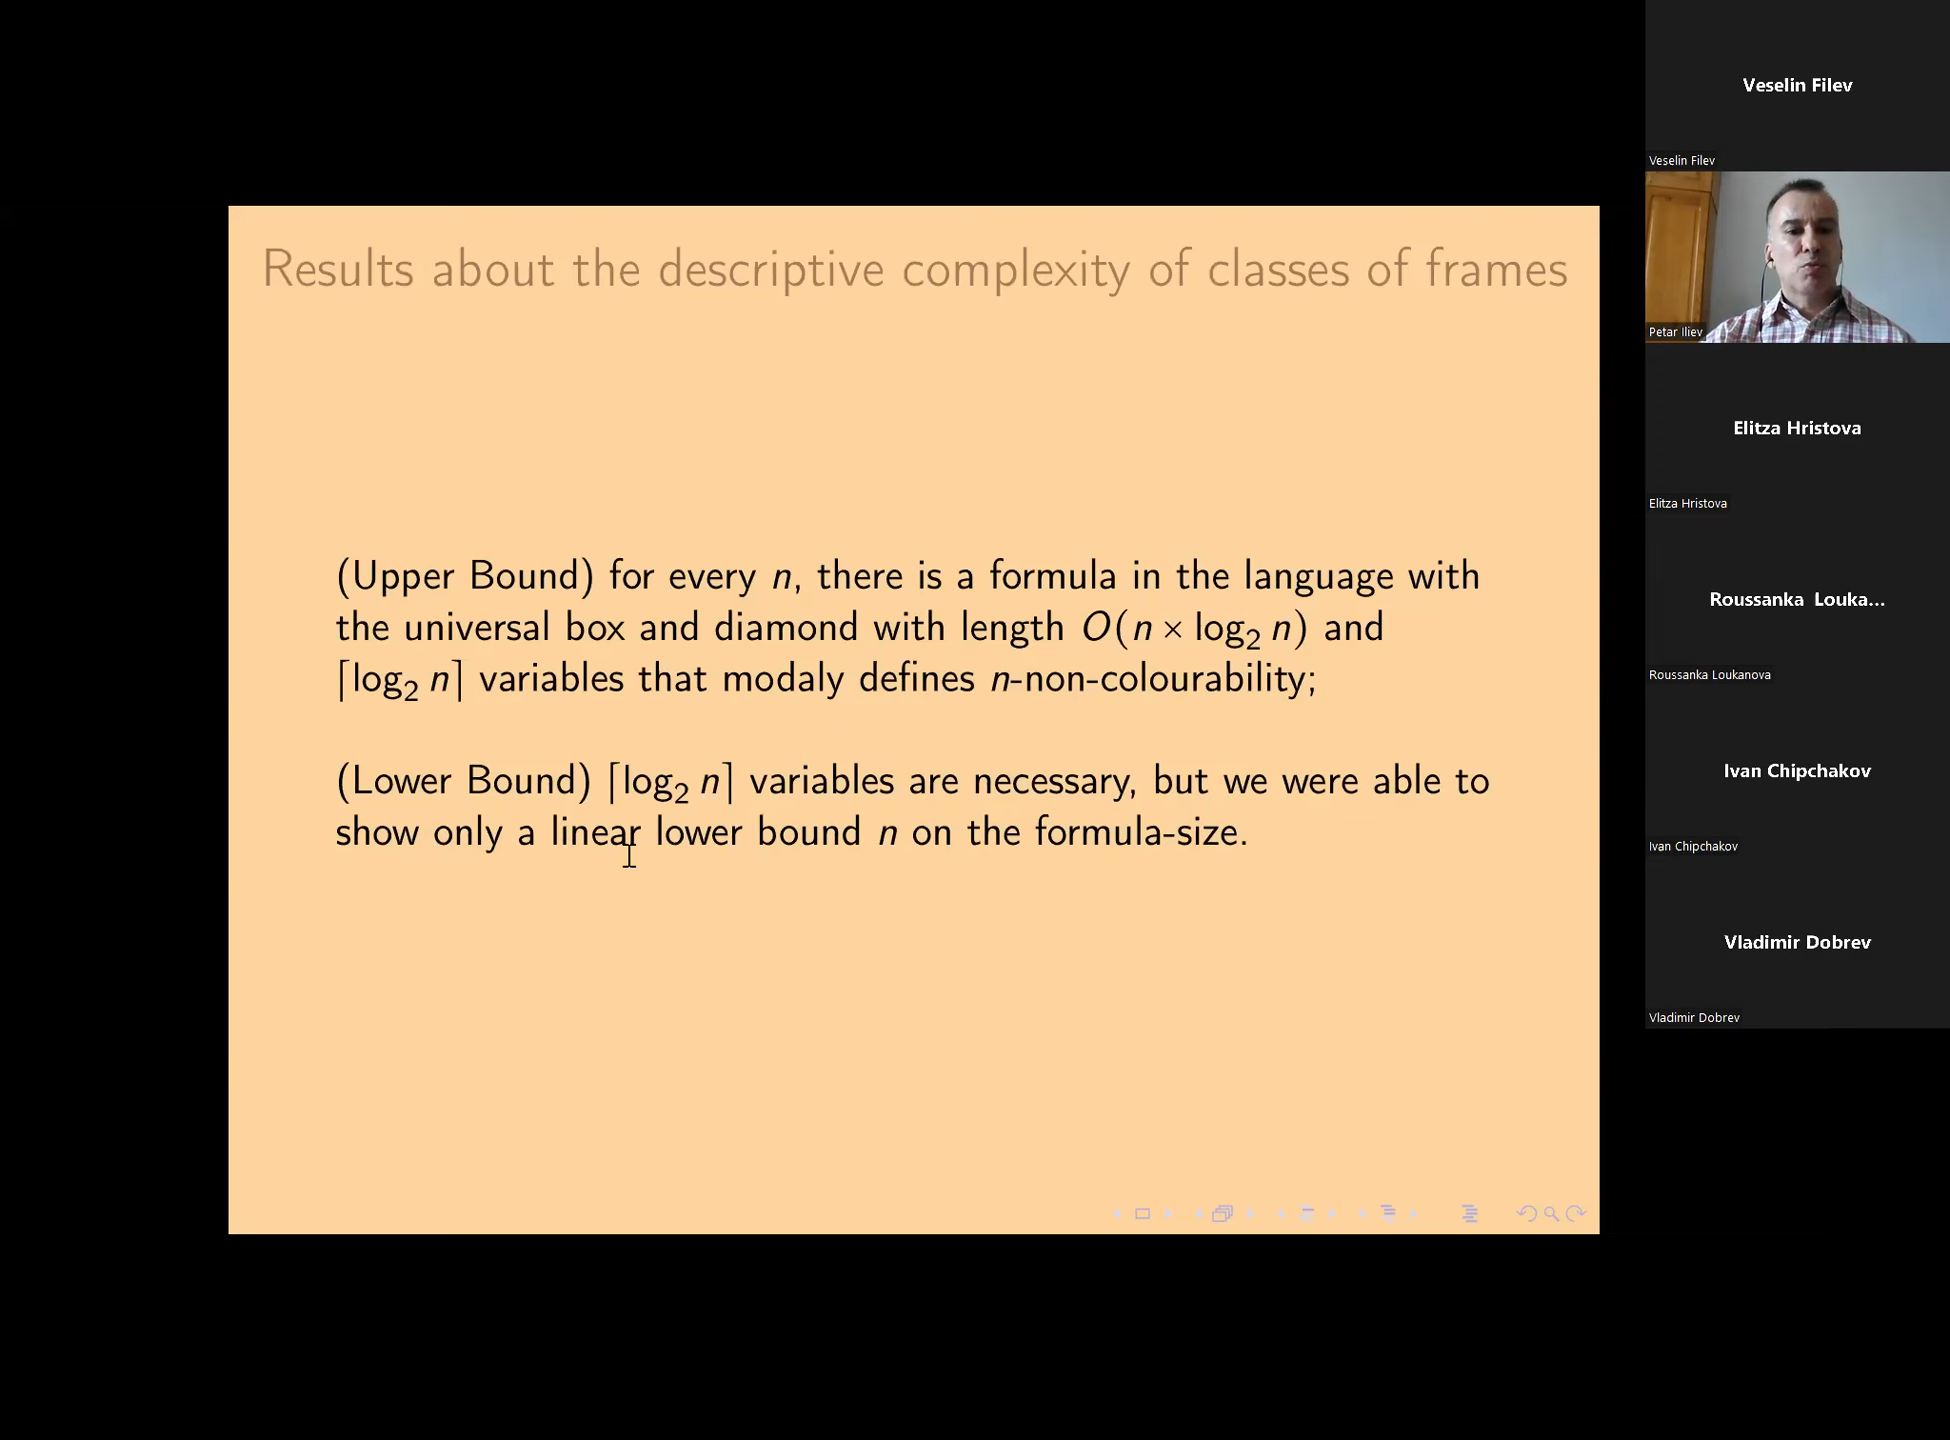 Results about the descriptive complexity of classes of frames
(Upper Bound) for every n, there is a formula in the language with
the universal box and diamond with length O(n × log₂ n) and
⌈log₂ n⌉ variables that modaly defines n-non-colourability;
(Lower Bound) ⌈log₂ n⌉ variables are necessary, but we were able to
show only a linear lower bound n on the formula-size.
Veselin Filev
Veselin Filev
Petar Iliev
Elitza Hristova
Elitza Hristova
Roussanka Louka...
Roussanka Loukanova
Ivan Chipchakov
Ivan Chipchakov
Vladimir Dobrev
Vladimir Dobrev